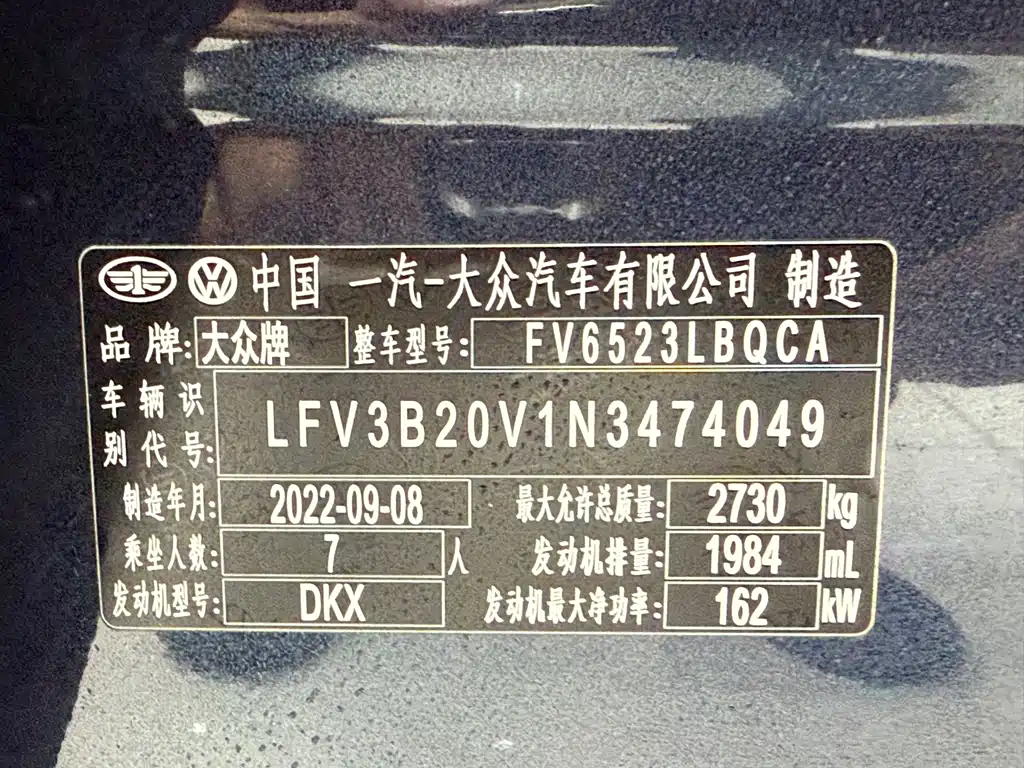 中国 一汽-大众汽车有限公司 制造
品牌: 大众牌 整车型号: FV6523LBQCA
车辆识别代号: LFV3B20V1N3474049
制造年月: 2022-09-08 最大允许总质量: 2730 kg
乘坐人数: 7 人 发动机排量: 1984 mL
发动机型号: DKX 发动机最大净功率: 162 kW